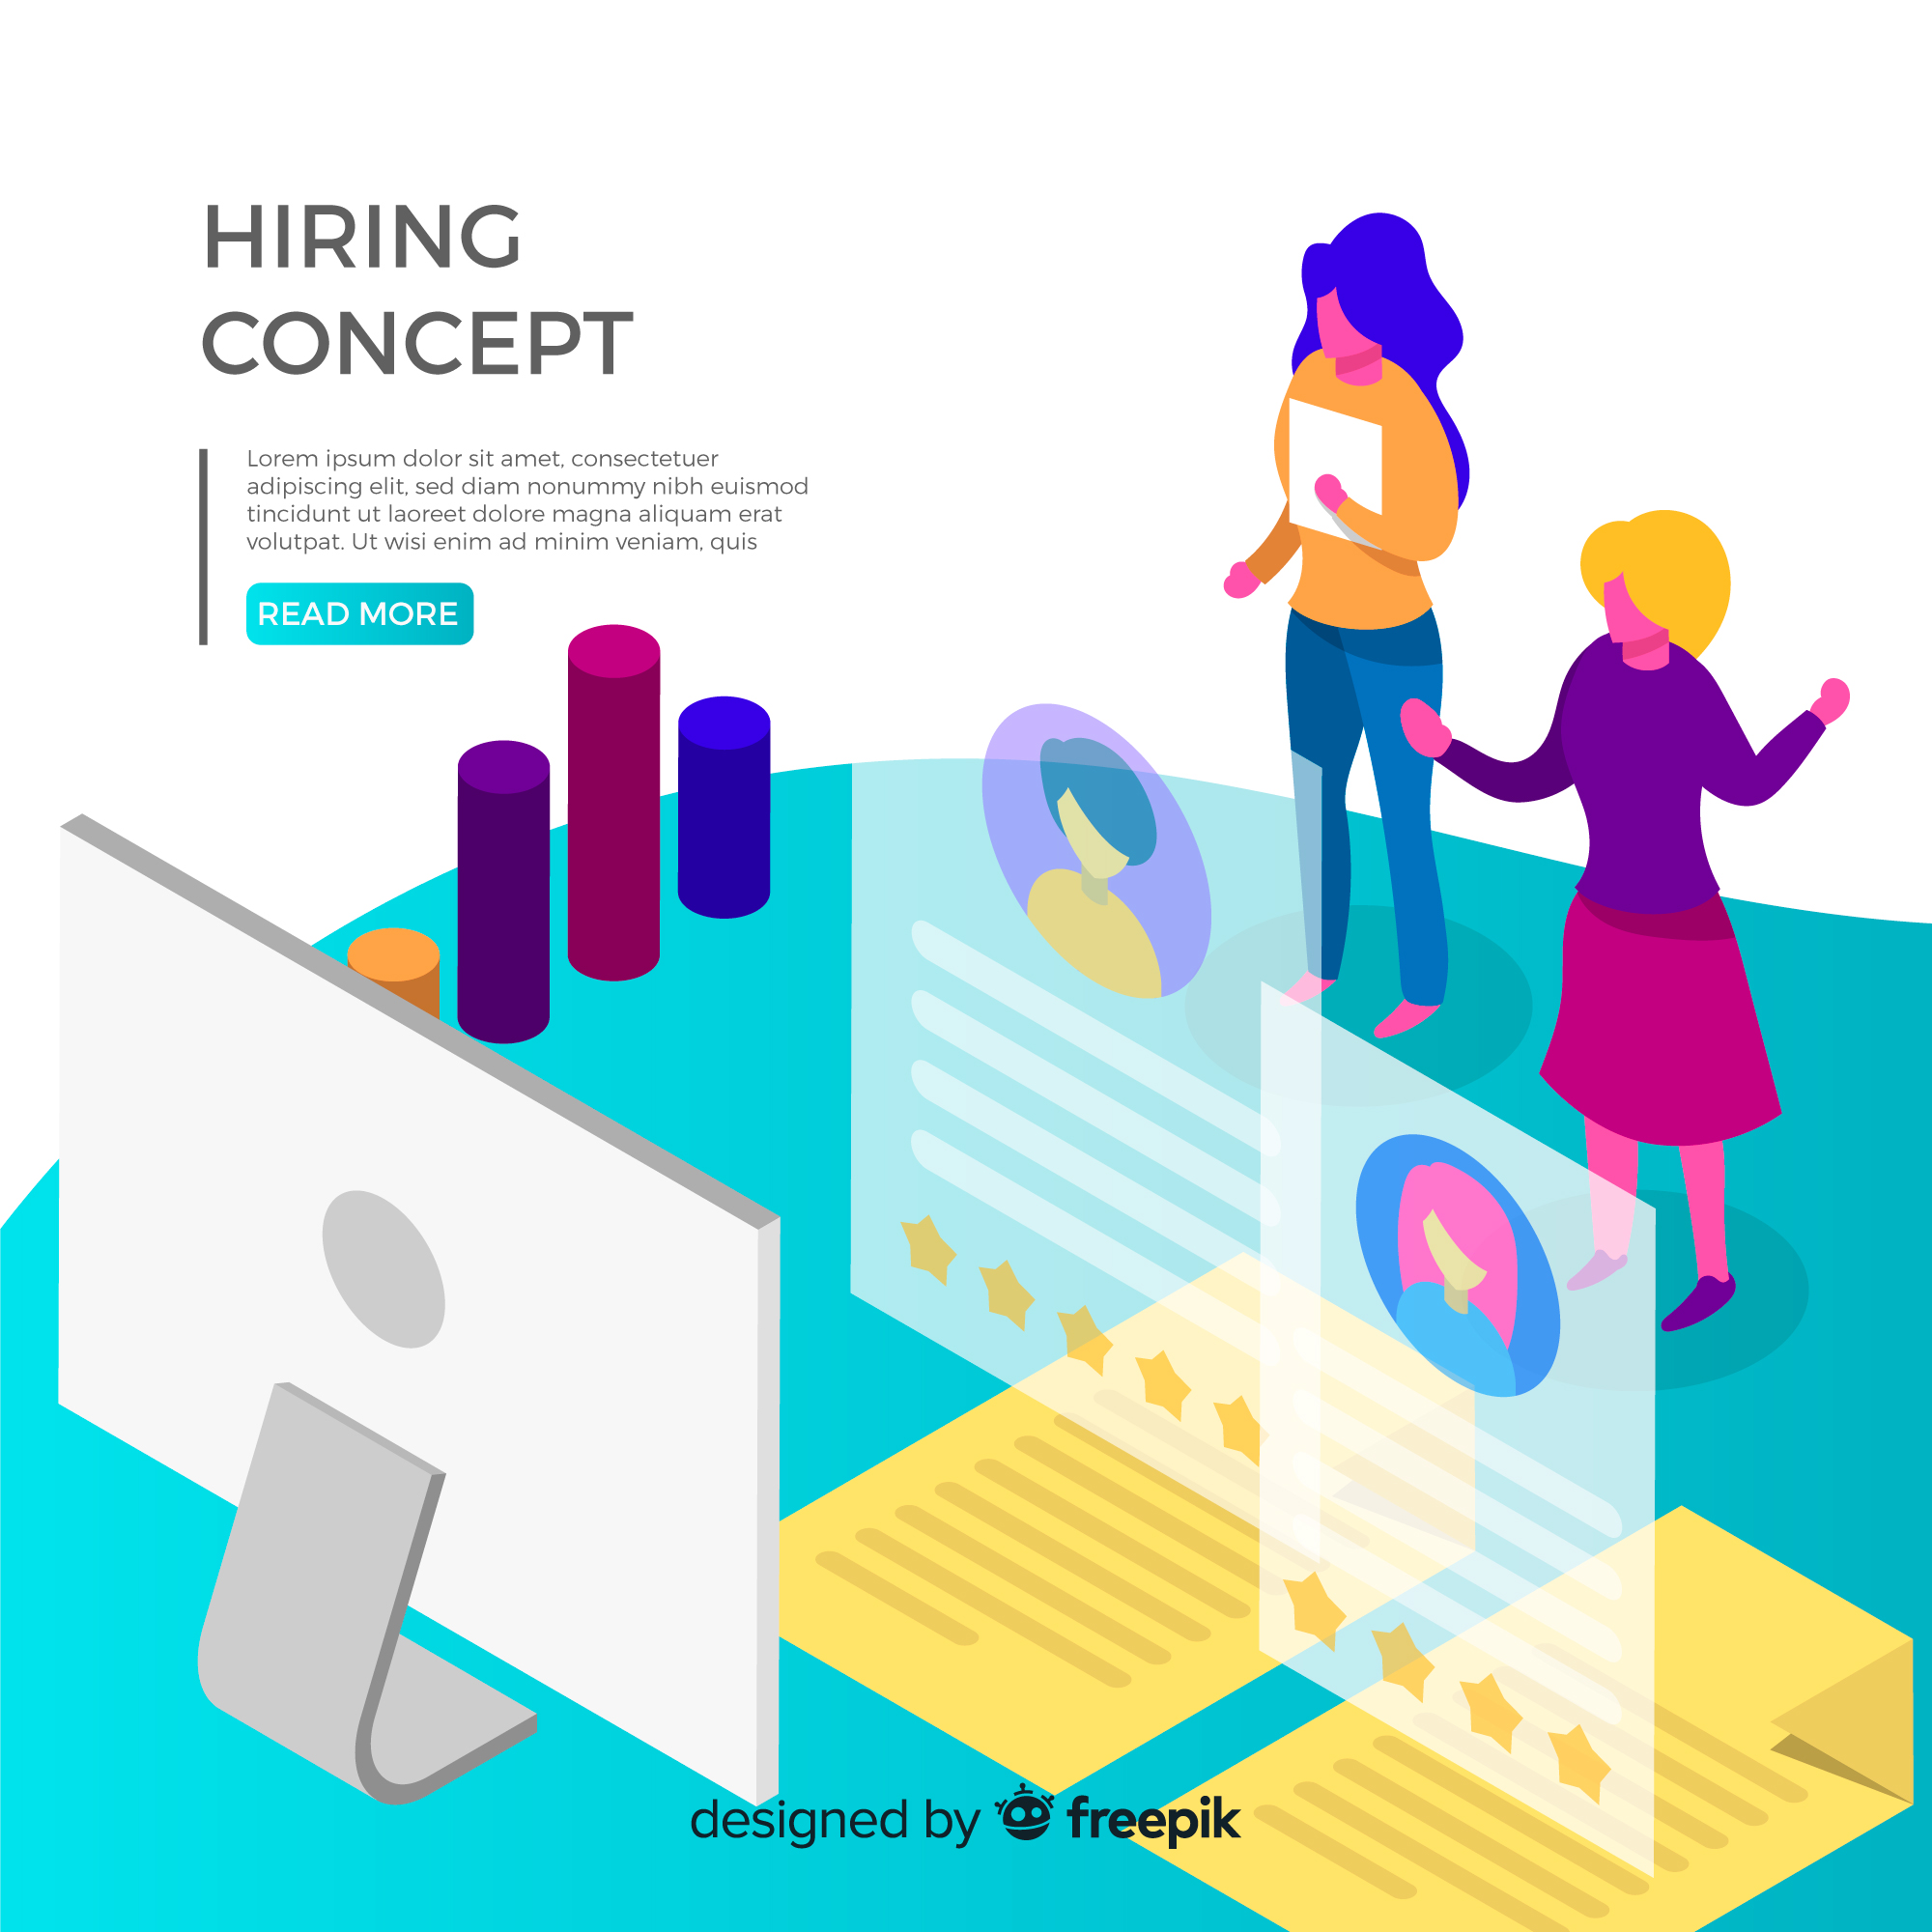 HIRING
CONCEPT
Lorem ipsum dolor sit amet, consectetuer
adipiscing elit, sed diam nonummy nibh euismod
tincidunt ut laoreet dolore magna aliquam erat
volutpat. Ut wisi enim ad minim veniam, quis
READ MORE
designed by freepik